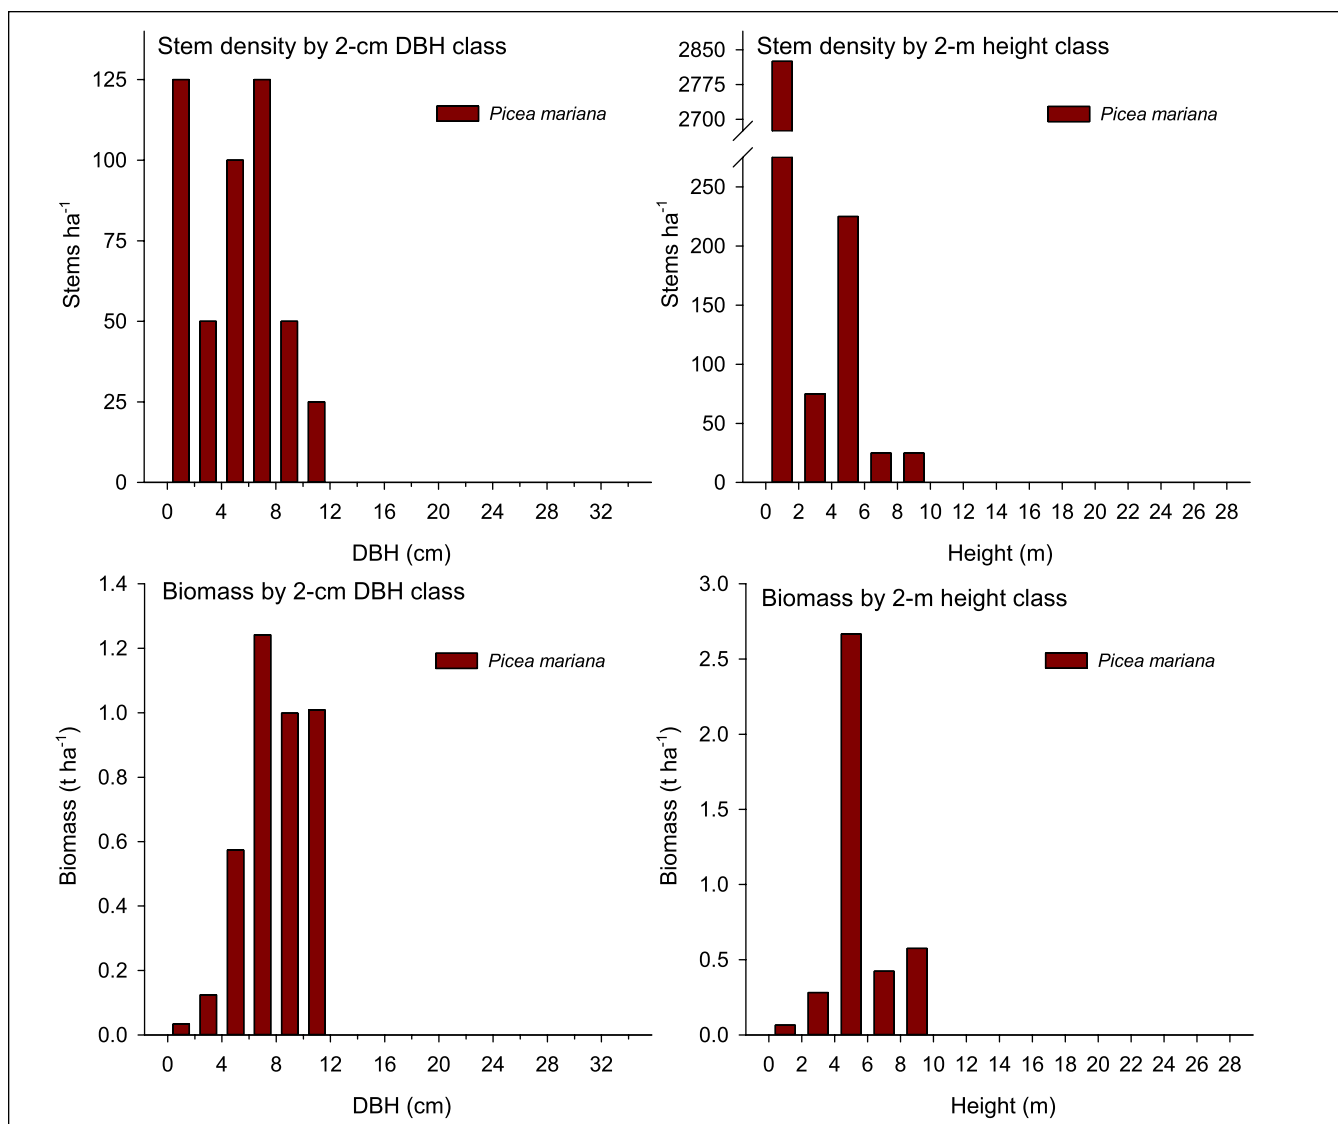 Stem density by 2-cm DBH class
Picea mariana
125
100
75
50
25
0
Stems ha-1
0 4 8 12 16 20 24 28 32
DBH (cm)
Stem density by 2-m height class
Picea mariana
2850
2775
2700
250
200
150
100
50
0
Stems ha-1
0 2 4 6 8 10 12 14 16 18 20 22 24 26 28
Height (m)
Biomass by 2-cm DBH class
Picea mariana
1.4
1.2
1.0
0.8
0.6
0.4
0.2
0.0
Biomass (t ha-1)
0 4 8 12 16 20 24 28 32
DBH (cm)
Biomass by 2-m height class
Picea mariana
3.0
2.5
2.0
1.5
1.0
0.5
0.0
Biomass (t ha-1)
0 2 4 6 8 10 12 14 16 18 20 22 24 26 28
Height (m)